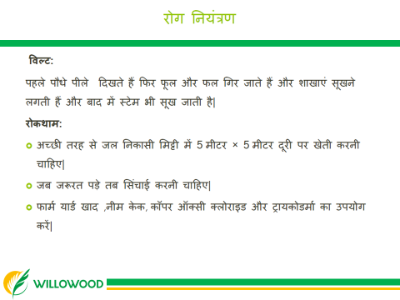 रोग नियंत्रण
विल्ट:
पहले पौधे पीले दिखते हैं फिर फूल और फल गिर जाते हैं और शाखाएं सूखने
लगती हैं और बाद में स्टेम भी सूख जाती है|
रोकथाम:
अच्छी तरह से जल निकासी मिट्टी में 5 मीटर × 5 मीटर दूरी पर खेती करनी
चाहिए|
जब जरूरत पड़े तब सिंचाई करनी चाहिए|
फार्म यार्ड खाद ,नीम केक, कॉपर ऑक्सी क्लोराइड और ट्रायकोडर्मा का उपयोग
करें|
WILLOWOOD